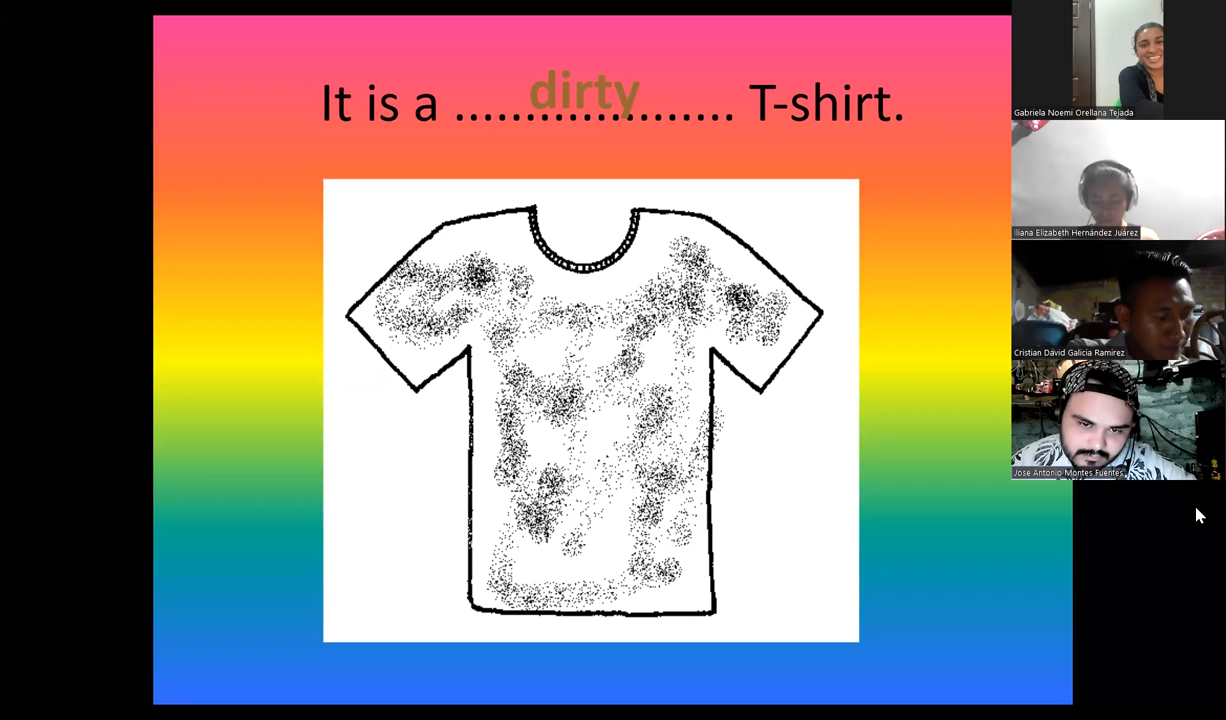 It is a .................... T-shirt.
dirty
Gabriela Noemi Orellana Tejada
Iliana Elizabeth Hernández Juárez
Cristian David Galicia Ramirez
Jose Antonio Montes Fuentes